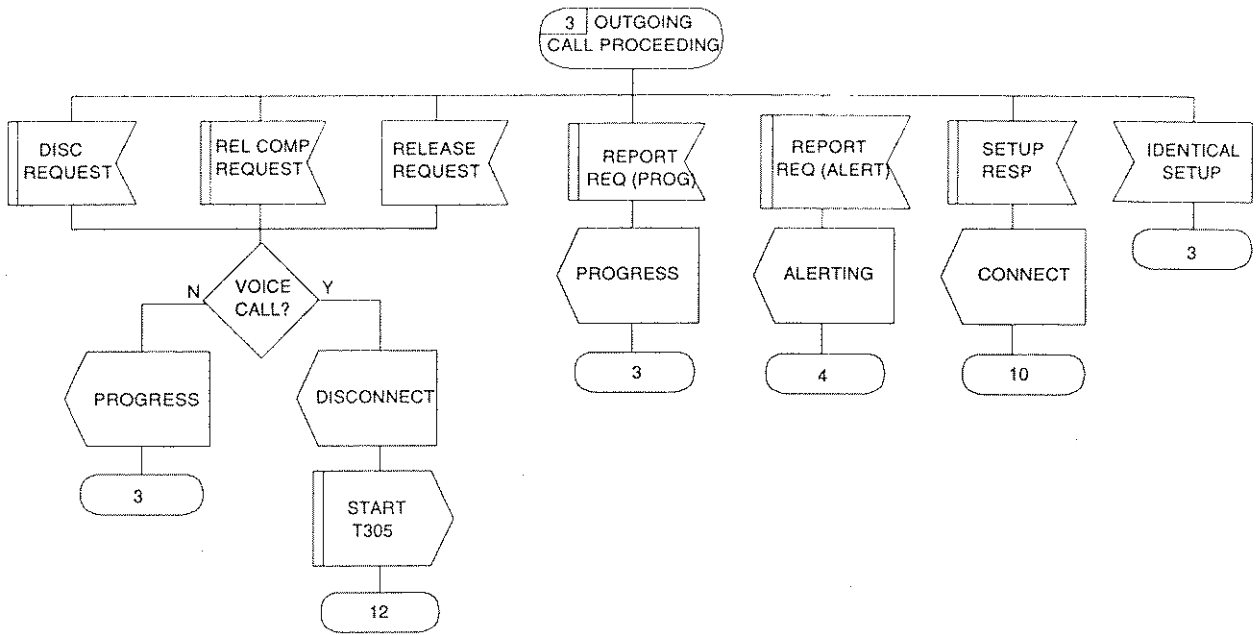 3 OUTGOING
CALL PROCEEDING
DISC
REQUEST
REL COMP
REQUEST
RELEASE
REQUEST
REPORT
REQ (PROG)
REPORT
REQ (ALERT)
SETUP
RESP
IDENTICAL
SETUP
N
VOICE
CALL?
Y
PROGRESS
ALERTING
CONNECT
3
PROGRESS
DISCONNECT
3
4
10
3
START
T305
12